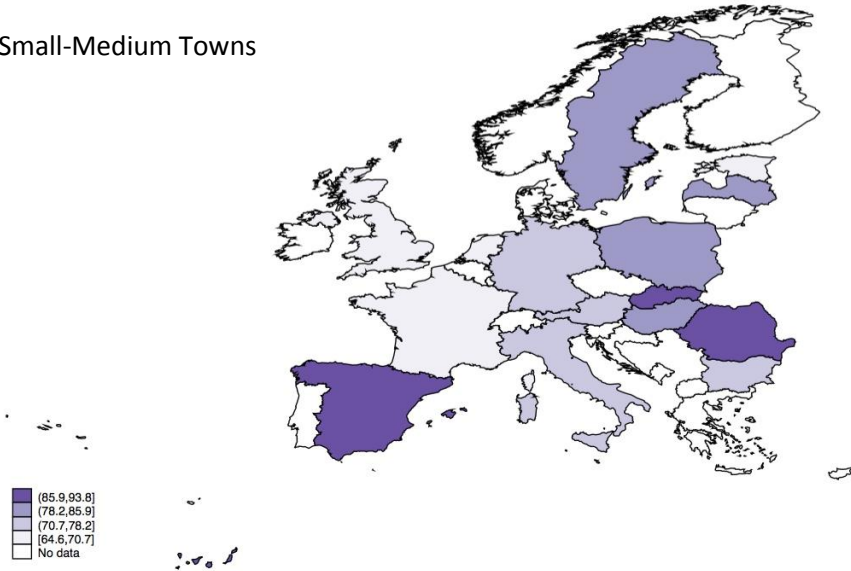 Small-Medium Towns
(85.9,93.8]
(78.2,85.9]
(70.7,78.2]
[64.6,70.7]
No data